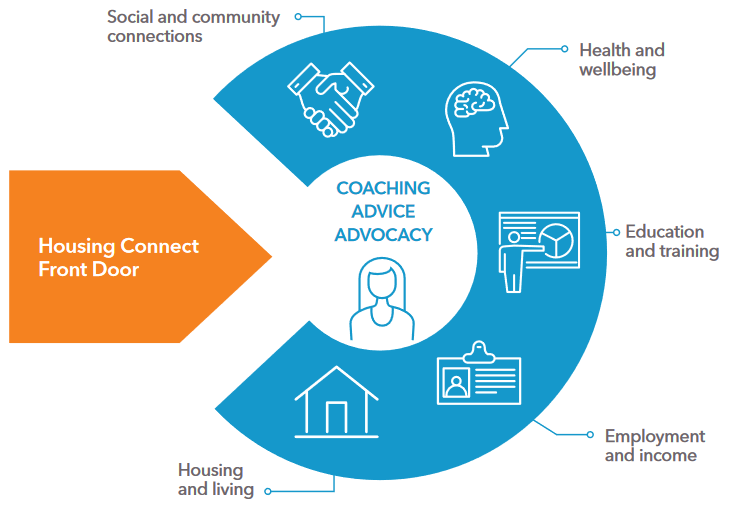 Social and community
connections
Health and
wellbeing
COACHING
ADVICE
ADVOCACY
Housing Connect
Front Door
Education
and training
Employment
and income
Housing
and living